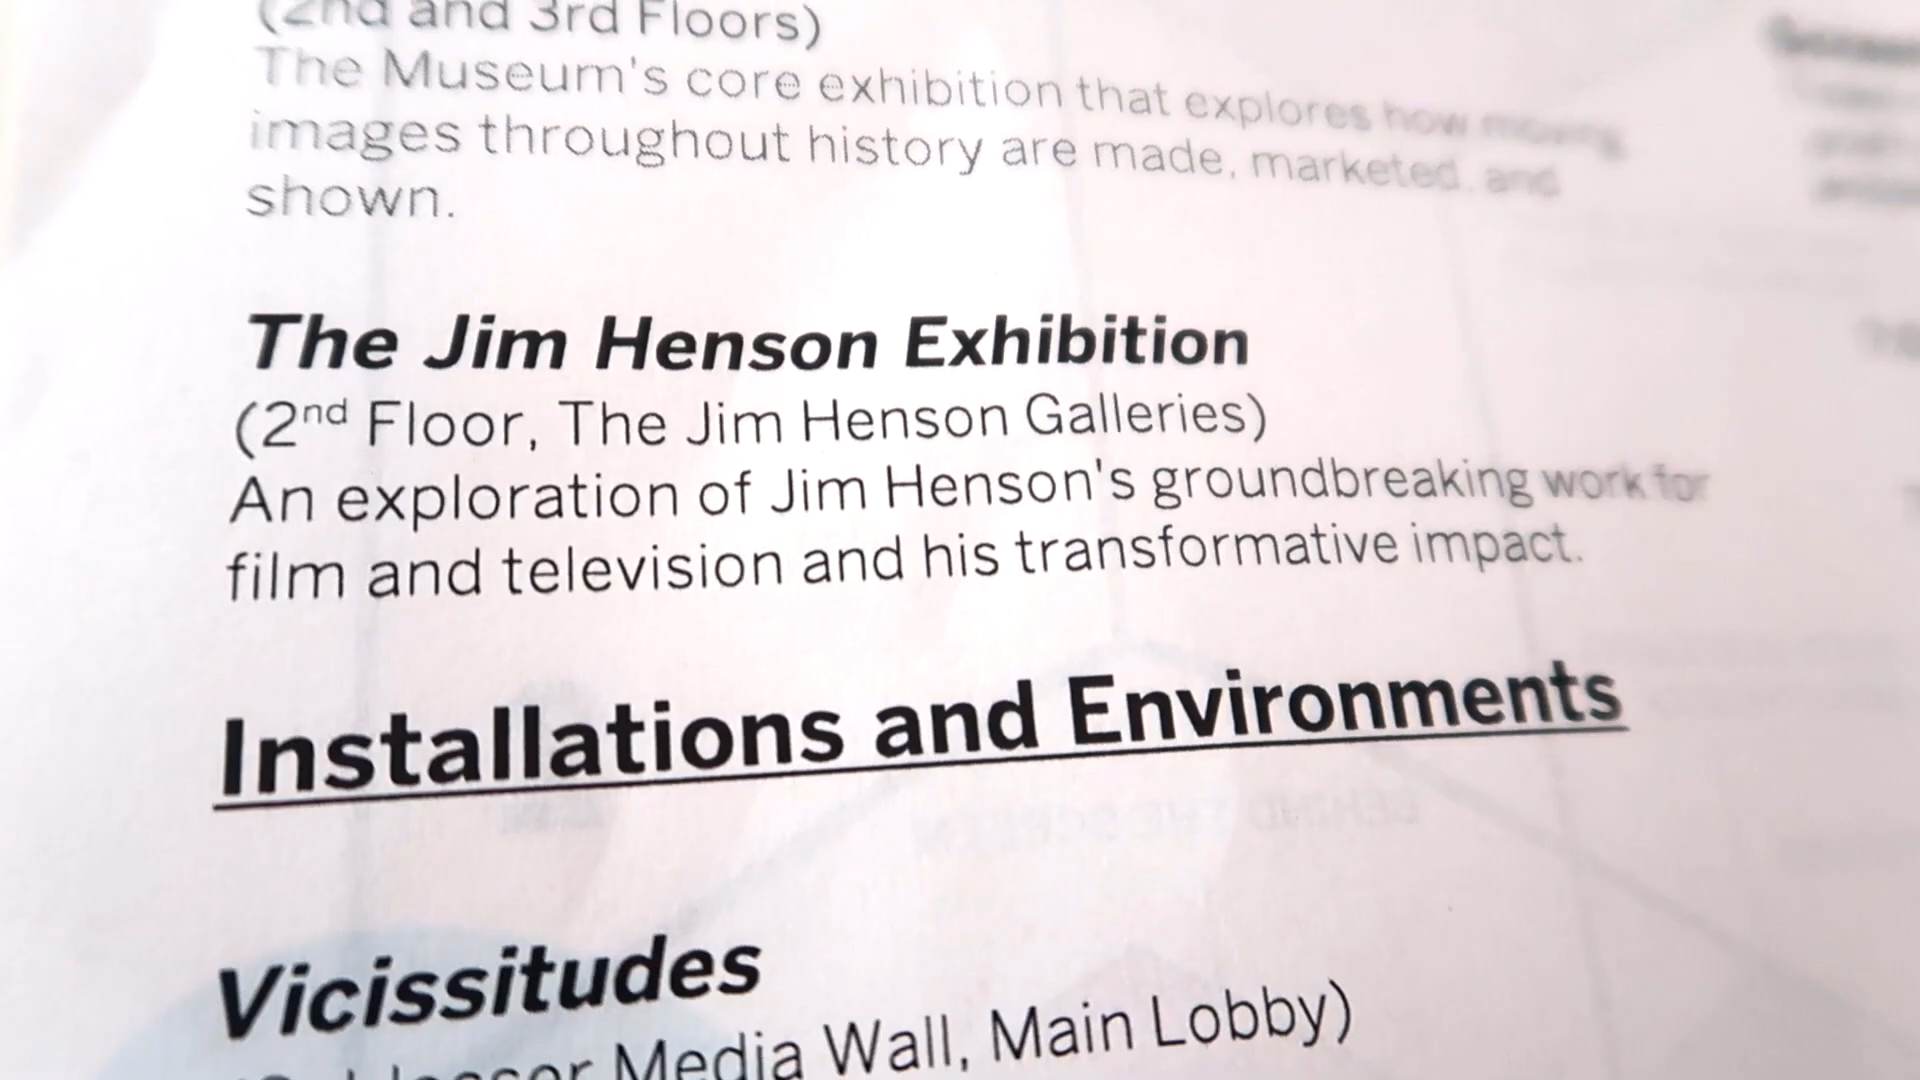 (2nd and 3rd Floors)
The Museum's core exhibition that explores how moving
images throughout history are made, marketed, and
shown.
The Jim Henson Exhibition
(2nd Floor, The Jim Henson Galleries)
An exploration of Jim Henson's groundbreaking work for
film and television and his transformative impact.
Installations and Environments
Vicissitudes
Media Wall, Main Lobby)